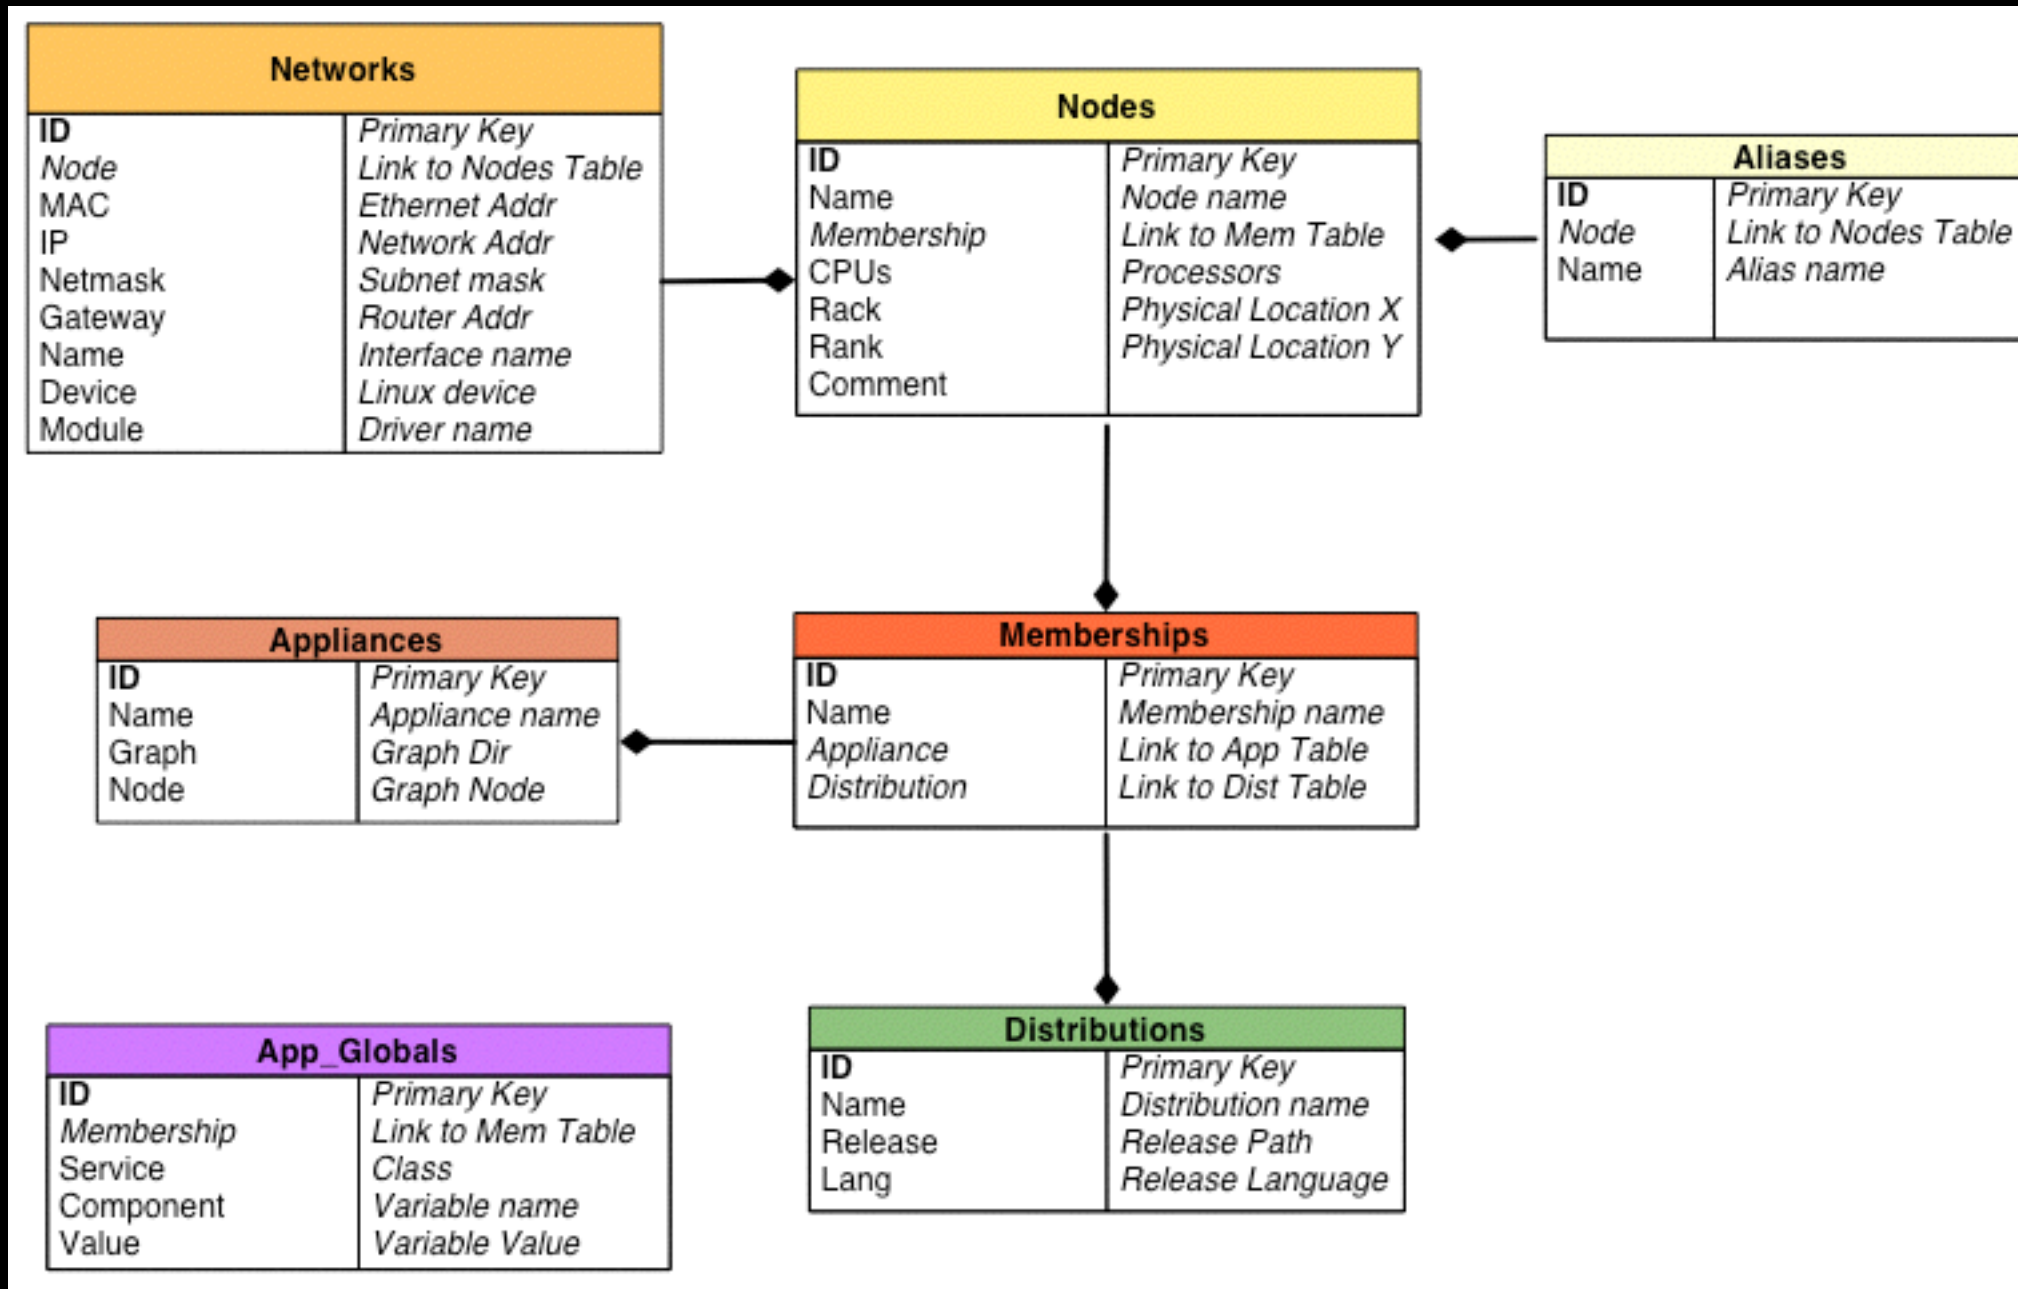 Networks
ID Primary Key
Node Link to Nodes Table
MAC Ethernet Addr
IP Network Addr
Netmask Subnet mask
Gateway Router Addr
Name Interface name
Device Linux device
Module Driver name
Nodes
ID Primary Key
Name Node name
Membership Link to Mem Table
CPUs Processors
Rack Physical Location X
Rank Physical Location Y
Comment
Aliases
ID Primary Key
Node Link to Nodes Table
Name Alias name
Appliances
ID Primary Key
Name Appliance name
Graph Graph Dir
Node Graph Node
Memberships
ID Primary Key
Name Membership name
Appliance Link to App Table
Distribution Link to Dist Table
App_Globals
ID Primary Key
Membership Link to Mem Table
Service Class
Component Variable name
Value Variable Value
Distributions
ID Primary Key
Name Distribution name
Release Release Path
Lang Release Language